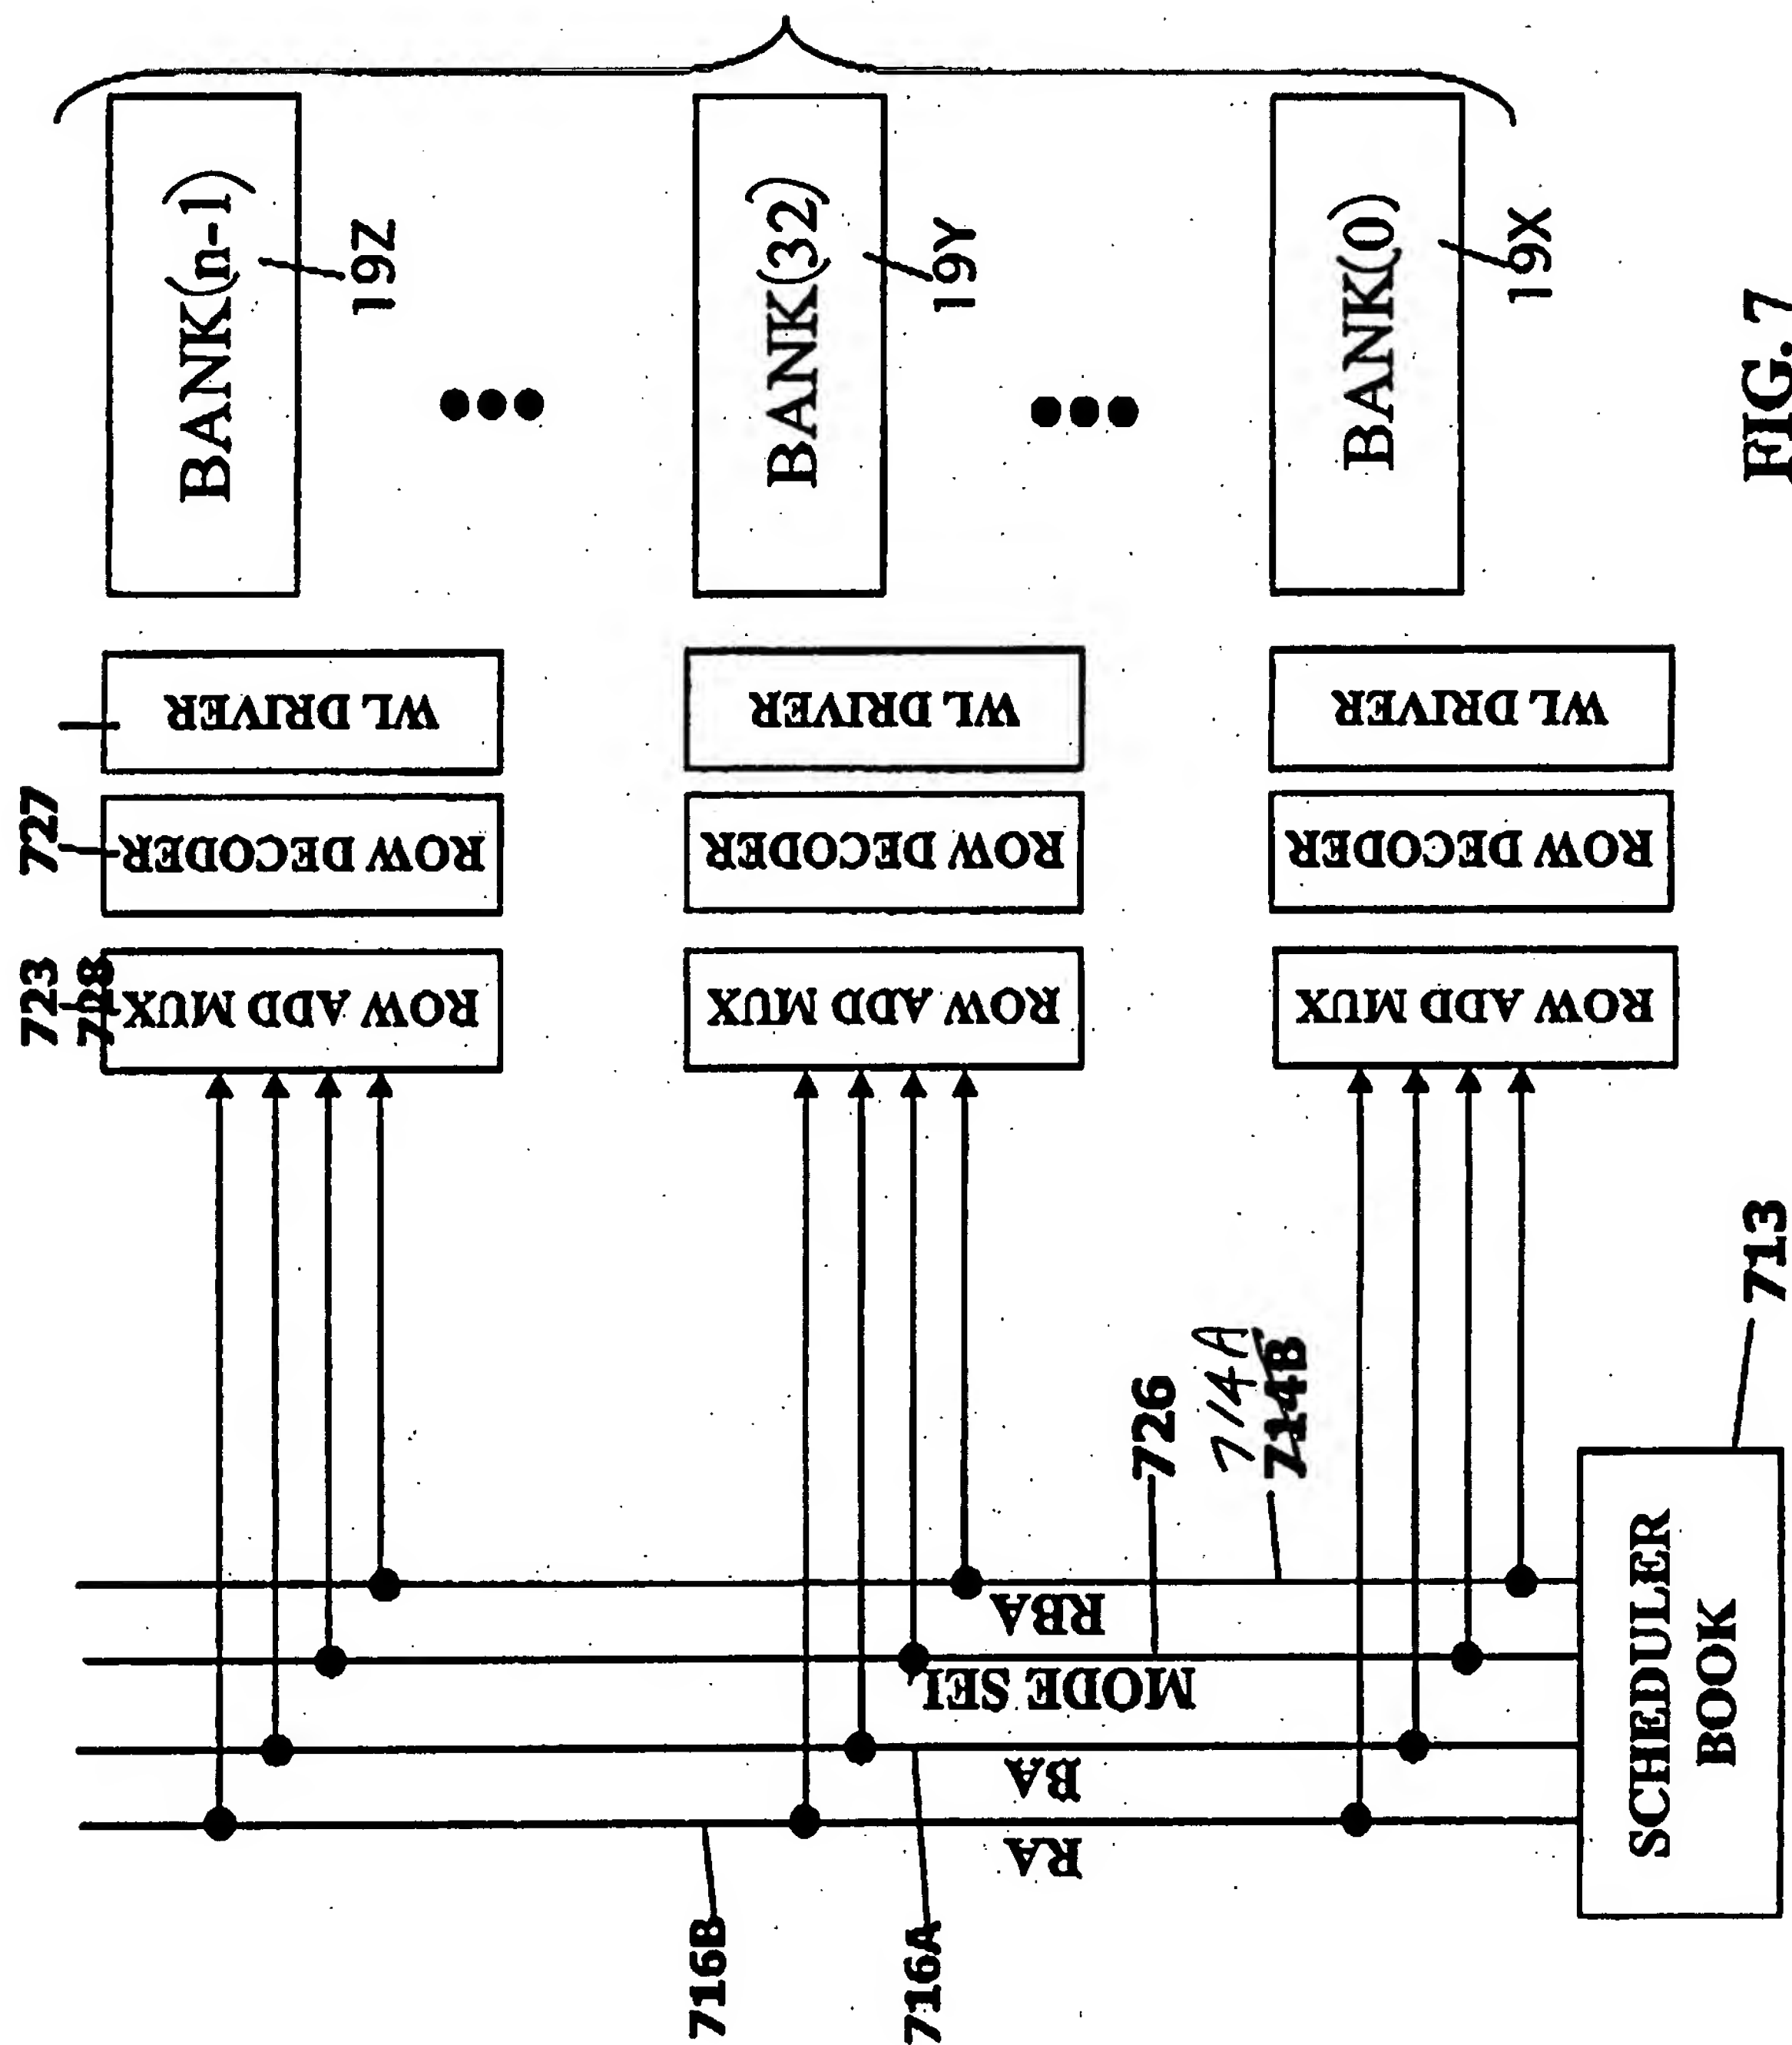 BANK(n-1)
19Z
BANK(32)
19Y
BANK(0)
19X
FIG. 7
WL DRIVER
WL DRIVER
WL DRIVER
727
ROW DECODER
ROW DECODER
ROW DECODER
723
728
ROW ADD MUX
ROW ADD MUX
ROW ADD MUX
726
714A
714B
713
RBA
MODE SEL
BA
RA
SCHEDULER
BOOK
716B
716A